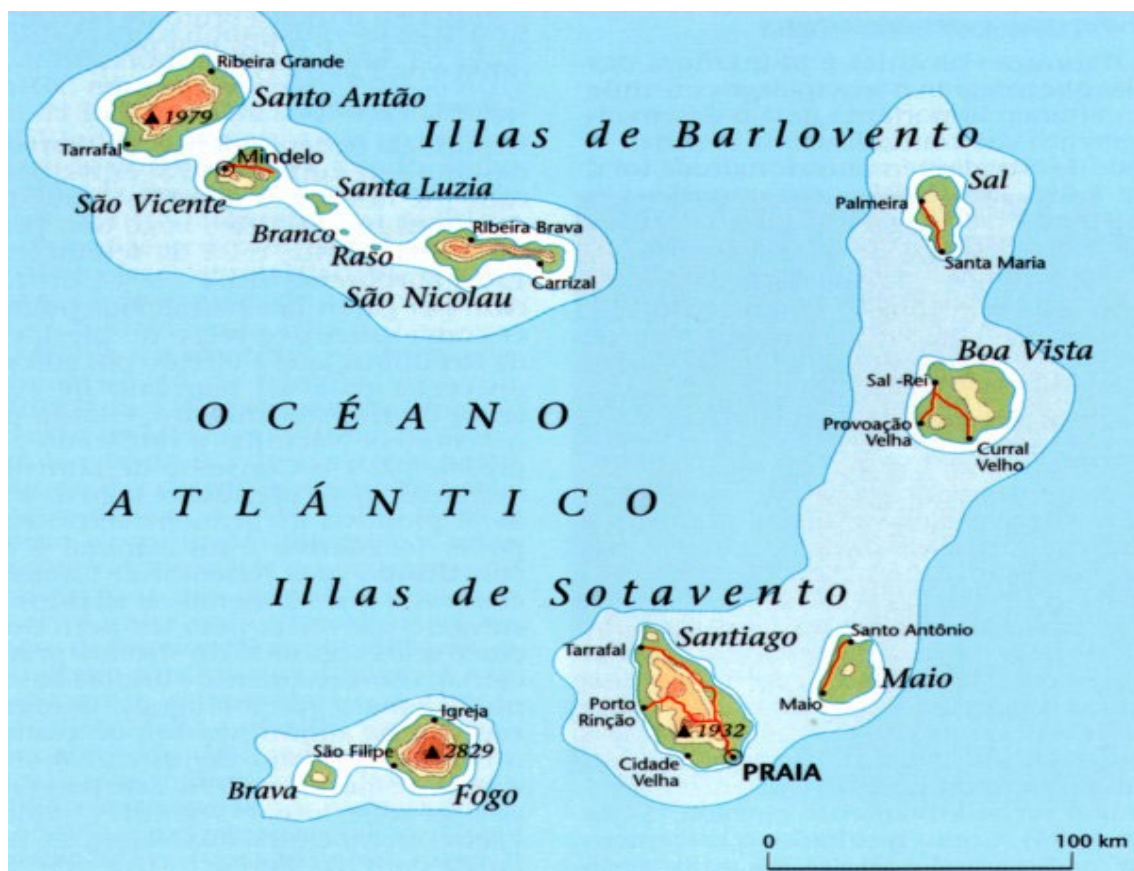 Ribeira Grande
Santo Antão
1979
Tarrafal
Illas de Barlovento
Mindelo
São Vicente
Santa Luzia
Branco
Raso
Ribeira Brava
Carrizal
São Nicolau
Sal
Palmeira
Santa Maria
Boa Vista
Sal -Rei
Provoação
Velha
Curral
Velho
OCÉANO
ATLÁNTICO
Illas de Sotavento
Santiago
Tarrafal
Porto
Rinção
1932
Cidade
Velha
PRAIA
Santo Antônio
Maio
Maio
Igreja
São Filipe
2829
Brava
Fogo
0
100 km